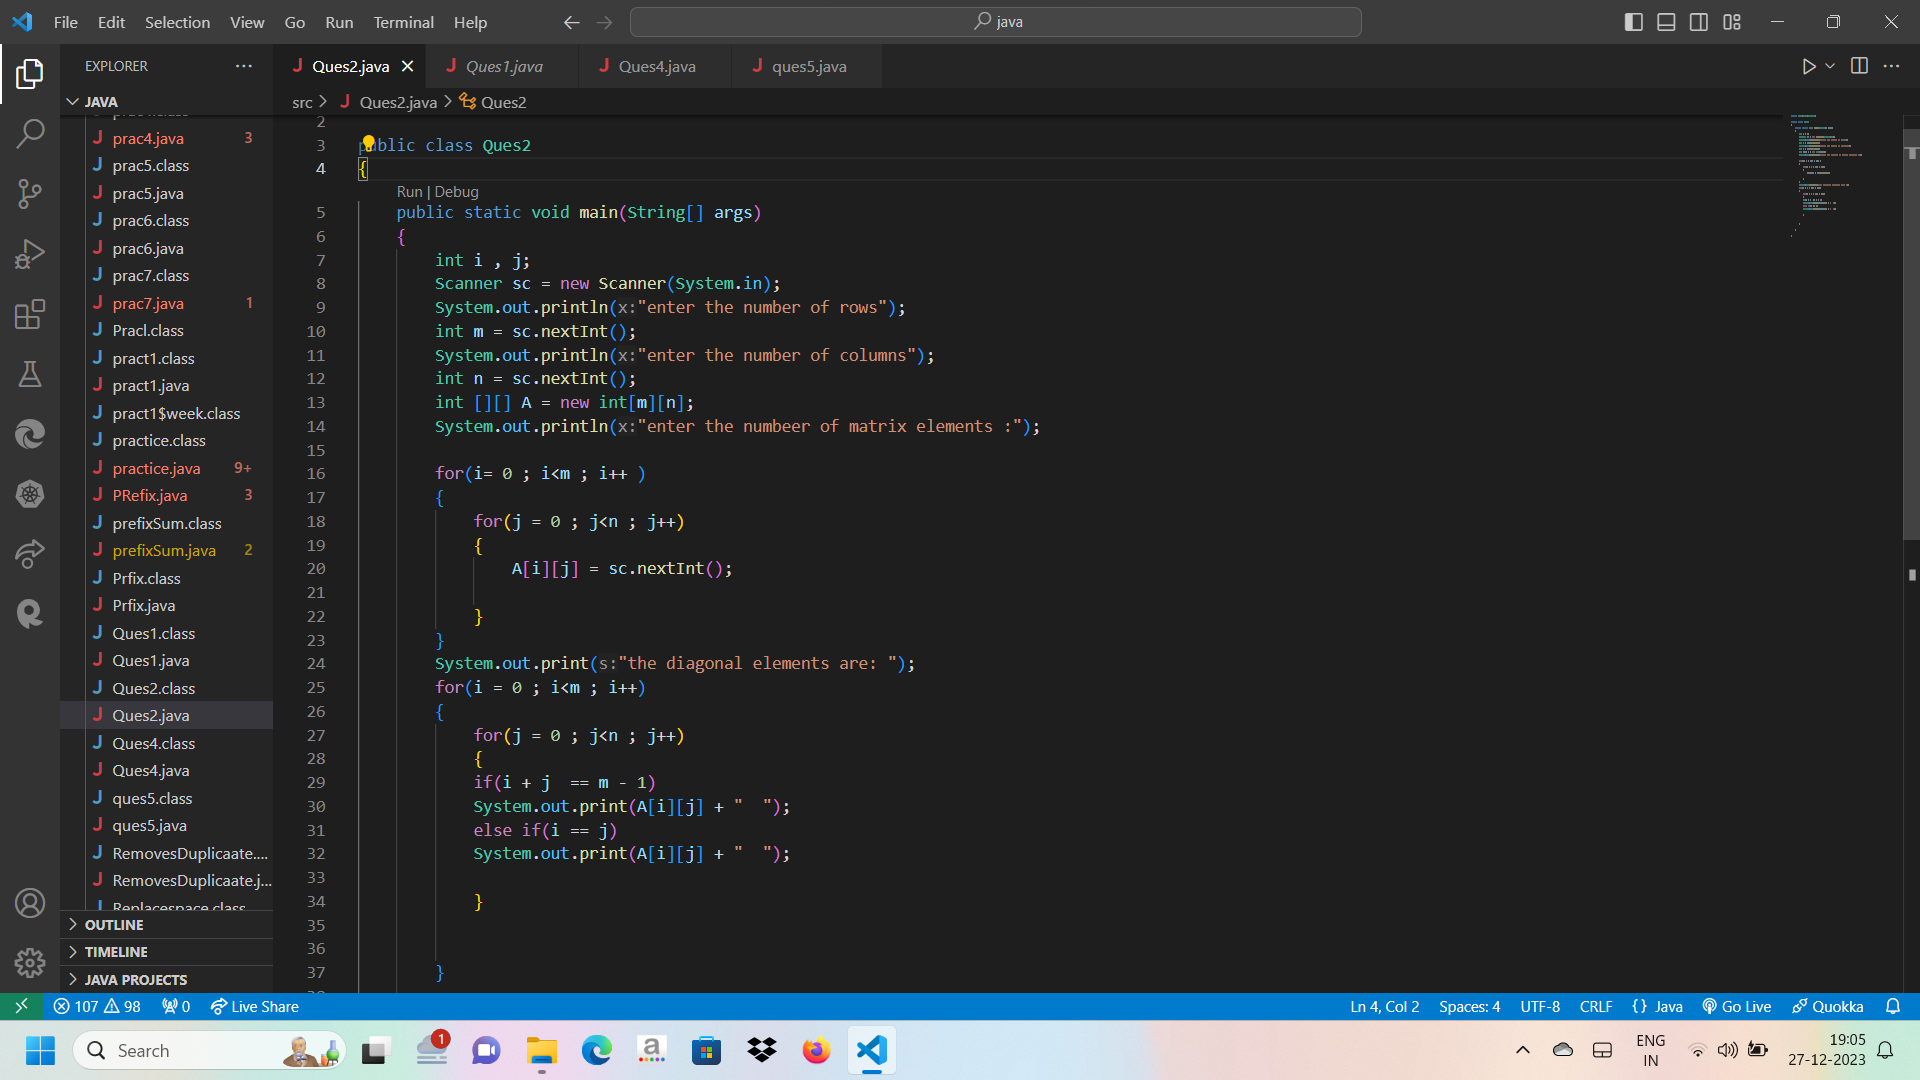 File Edit Selection View Go Run Terminal Help
java
EXPLORER
Ques2.java
Ques1.java
Ques4.java
ques5.java
JAVA
src > Ques2.java > Ques2
prac4.java 3
prac5.class
prac5.java
prac6.class
prac6.java
prac7.class
prac7.java 1
Pracl.class
pract1.class
pract1.java
pract1$week.class
practice.class
practice.java 9+
PRefix.java 3
prefixSum.class
prefixSum.java 2
Prfix.class
Prfix.java
Ques1.class
Ques1.java
Ques2.class
Ques2.java
Ques4.class
Ques4.java
ques5.class
ques5.java
RemovesDuplicaate....
RemovesDuplicaate.j...
Replacespace.class
OUTLINE
TIMELINE
JAVA PROJECTS
2
3 public class Ques2
4 {
Run | Debug
5 public static void main(String[] args)
6 {
7 int i , j;
8 Scanner sc = new Scanner(System.in);
9 System.out.println(x:"enter the number of rows");
10 int m = sc.nextInt();
11 System.out.println(x:"enter the number of columns");
12 int n = sc.nextInt();
13 int [][] A = new int[m][n];
14 System.out.println(x:"enter the numbeer of matrix elements :");
15
16 for(i= 0 ; i<m ; i++ )
17 {
18 for(j = 0 ; j<n ; j++)
19 {
20 A[i][j] = sc.nextInt();
21
22 }
23 }
24 System.out.print(s:"the diagonal elements are: ");
25 for(i = 0 ; i<m ; i++)
26 {
27 for(j = 0 ; j<n ; j++)
28 {
29 if(i + j  == m - 1)
30 System.out.print(A[i][j] + "  ");
31 else if(i == j)
32 System.out.print(A[i][j] + "  ");
33
34 }
35
36
37 }
107 98 0 Live Share
Ln 4, Col 2 Spaces: 4 UTF-8 CRLF {} Java Go Live Quokka
Search
1
a
ENG
IN
19:05
27-12-2023